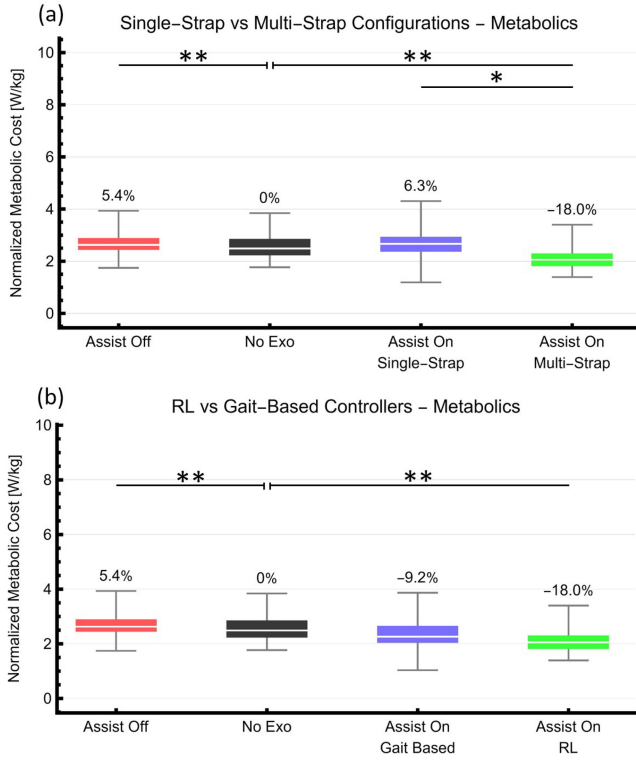 (a)
Single-Strap vs Multi-Strap Configurations - Metabolics
Normalized Metabolic Cost [W/kg]
10
8
6
4
2
0
** ** *
5.4% 0% 6.3% -18.0%
Assist Off No Exo Assist On Assist On
Single-Strap Multi-Strap
(b)
RL vs Gait-Based Controllers - Metabolics
Normalized Metabolic Cost [W/kg]
10
8
6
4
2
0
** **
5.4% 0% -9.2% -18.0%
Assist Off No Exo Assist On Assist On
Gait Based RL